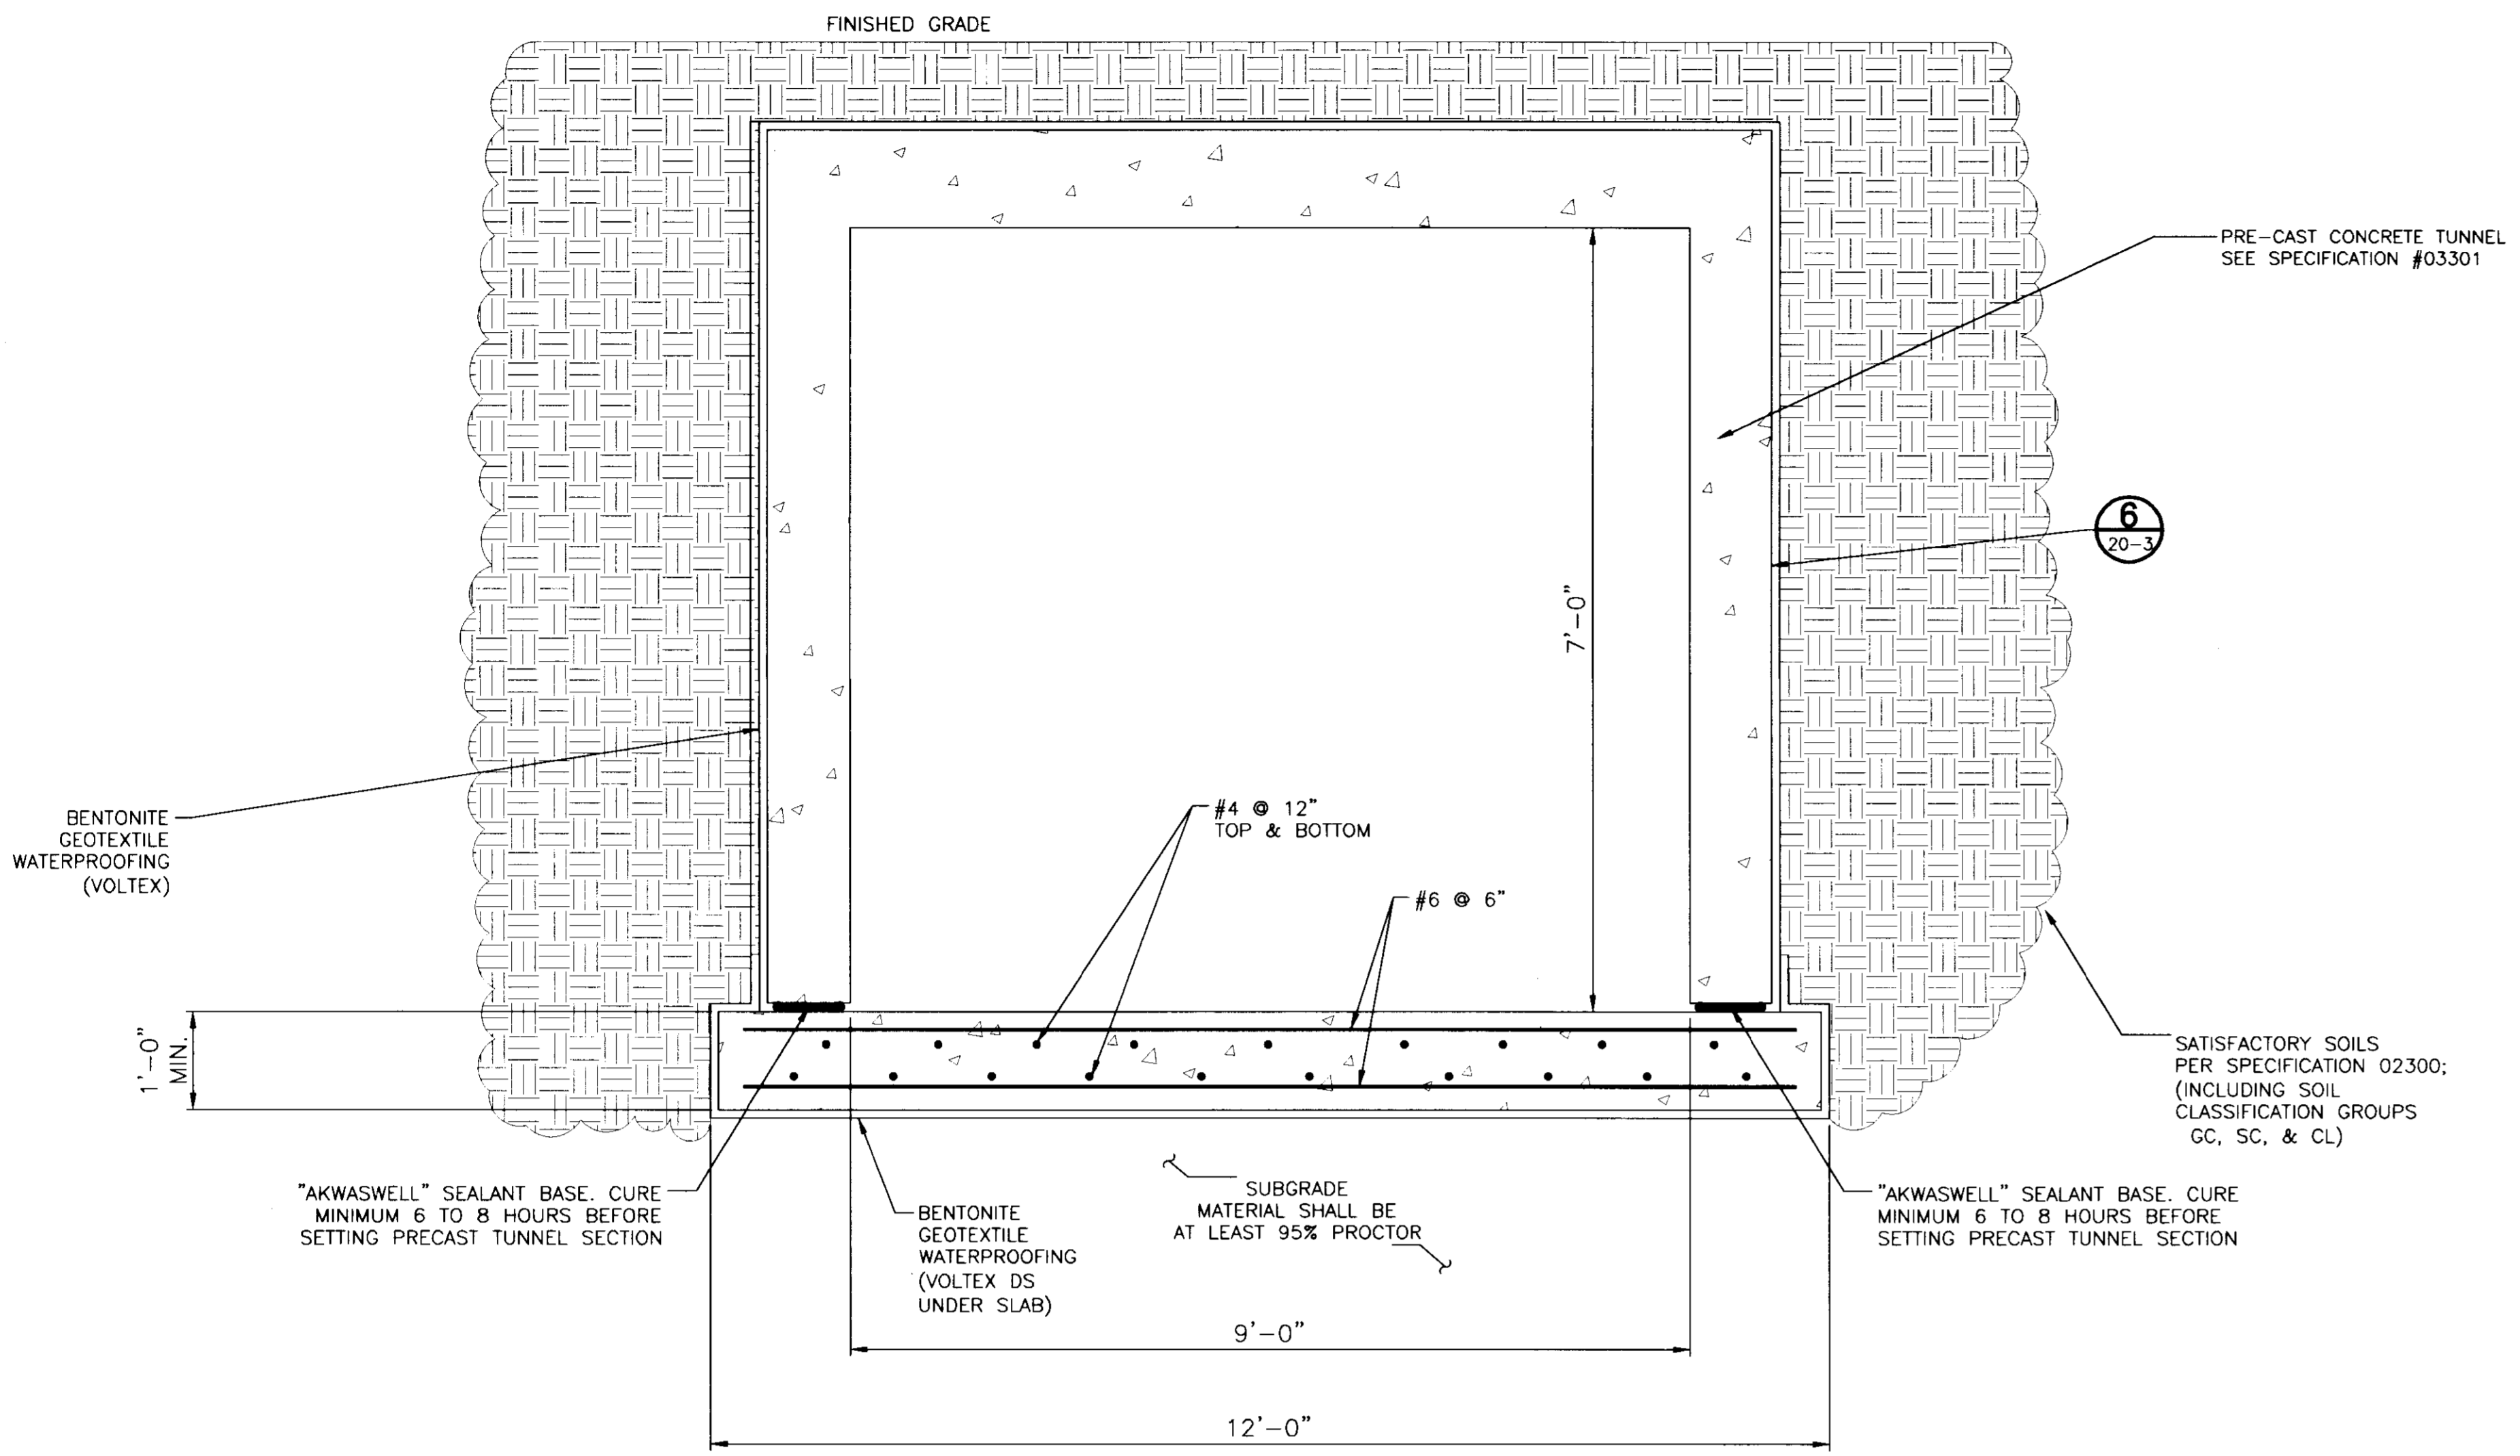 FINISHED GRADE
PRE-CAST CONCRETE TUNNEL
SEE SPECIFICATION #03301
6
20-3
7'-0"
BENTONITE
GEOTEXTILE
WATERPROOFING
(VOLTEX)
#4 @ 12"
TOP & BOTTOM
#6 @ 6"
1'-0"
MIN.
SATISFACTORY SOILS
PER SPECIFICATION 02300;
(INCLUDING SOIL
CLASSIFICATION GROUPS
GC, SC, & CL)
"AKWASWELL" SEALANT BASE. CURE
MINIMUM 6 TO 8 HOURS BEFORE
SETTING PRECAST TUNNEL SECTION
BENTONITE
GEOTEXTILE
WATERPROOFING
(VOLTEX DS
UNDER SLAB)
SUBGRADE
MATERIAL SHALL BE
AT LEAST 95% PROCTOR
"AKWASWELL" SEALANT BASE. CURE
MINIMUM 6 TO 8 HOURS BEFORE
SETTING PRECAST TUNNEL SECTION
9'-0"
12'-0"